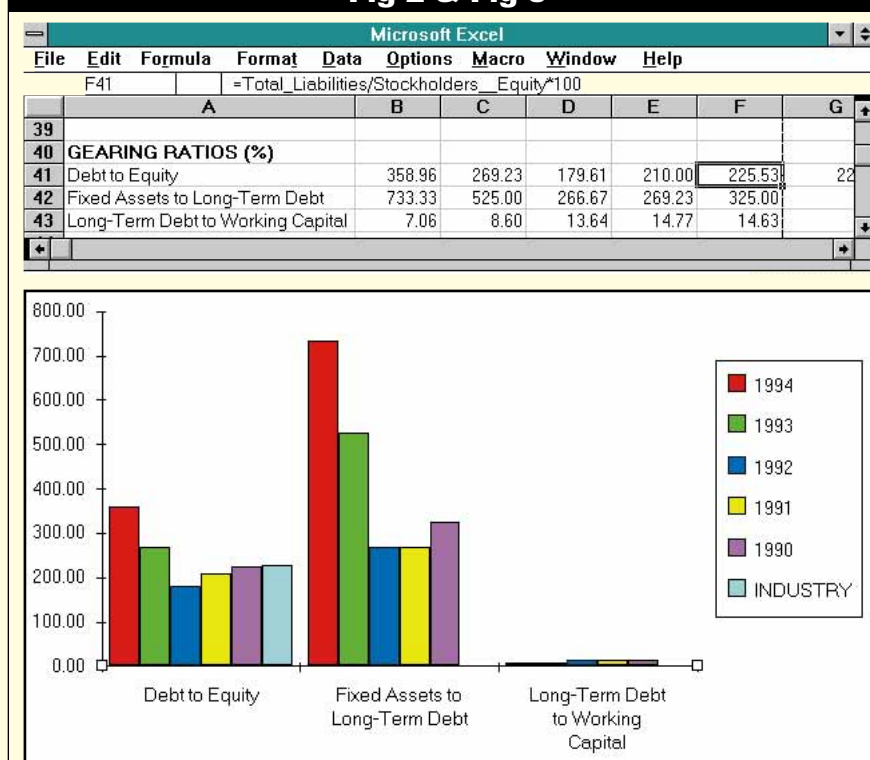 Microsoft Excel
File Edit Formula Format Data Options Macro Window Help
F41 =Total_Liabilities/Stockholders__Equity*100
A B C D E F G
39
40 GEARING RATIOS (%)
41 Debt to Equity 358.96 269.23 179.61 210.00 225.53 22
42 Fixed Assets to Long-Term Debt 733.33 525.00 266.67 269.23 325.00
43 Long-Term Debt to Working Capital 7.06 8.60 13.64 14.77 14.63
800.00
700.00
600.00
500.00
400.00
300.00
200.00
100.00
0.00
Debt to Equity
Fixed Assets to
Long-Term Debt
Long-Term Debt
to Working
Capital
1994
1993
1992
1991
1990
INDUSTRY